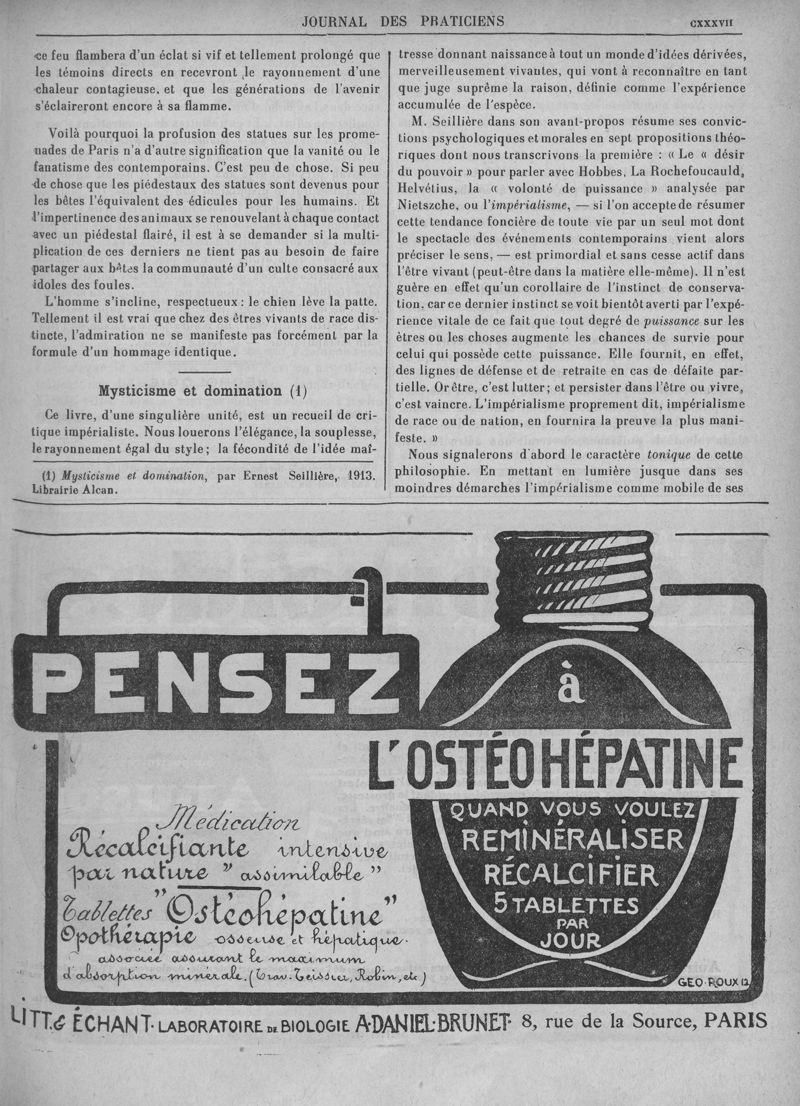 JOURNAL DES PRATICIENS
CXXXVII
ce feu flambera d'un éclat si vif et tellement prolongé que
les témoins directs en recevront le rayonnement d'une
chaleur contagieuse, et que les générations de l'avenir
s'éclaireront encore à sa flamme.
Voilà pourquoi la profusion des statues sur les prome-
nades de Paris n'a d'autre signification que la vanité ou le
fanatisme des contemporains. C'est peu de chose. Si peu
de chose que les piédestaux des statues sont devenus pour
les bêtes l'équivalent des édicules pour les humains. Et
l'impertinence des animaux se renouvelant à chaque contact
avec un piédestal flairé, il est à se demander si la multi-
plication de ces derniers ne tient pas au besoin de faire
partager aux bêtes la communauté d'un culte consacré aux
idoles des foules.
L'homme s'incline, respectueux : le chien lève la patte.
Tellement il est vrai que chez des êtres vivants de race dis-
tincte, l'admiration ne se manifeste pas forcément par la
formule d'un hommage identique.
Mysticisme et domination (1)
Ce livre, d'une singulière unité, est un recueil de cri-
tique impérialiste. Nous louerons l'élégance, la souplesse,
le rayonnement égal du style ; la fécondité de l'idée maî-
(1) Mysticisme et domination, par Ernest Seillière, 1913.
Librairie Alcan.
tresse donnant naissance à tout un monde d'idées dérivées,
merveilleusement vivantes, qui vont à reconnaître en tant
que juge suprême la raison, définie comme l'expérience
accumulée de l'espèce.
M. Seillière dans son avant-propos résume ses convic-
tions psychologiques et morales en sept propositions théo-
riques dont nous transcrivons la première : « Le « désir
du pouvoir » pour parler avec Hobbes, La Rochefoucauld,
Helvétius, la « volonté de puissance » analysée par
Nietszche, ou l'impérialisme, — si l'on accepte de résumer
cette tendance foncière de toute vie par un seul mot dont
le spectacle des événements contemporains vient alors
préciser le sens, — est primordial et sans cesse actif dans
l'être vivant (peut-être dans la matière elle-même). Il n'est
guère en effet qu'un corollaire de l'instinct de conserva-
tion, car ce dernier instinct se voit bientôt averti par l'expé-
rience vitale de ce fait que tout degré de puissance sur les
êtres ou les choses augmente les chances de survie pour
celui qui possède cette puissance. Elle fournit, en effet,
des lignes de défense et de retraite en cas de défaite par-
tielle. Or être, c'est lutter ; et persister dans l'être ou vivre,
c'est vaincre. L'impérialisme proprement dit, impérialisme
de race ou de nation, en fournira la preuve la plus mani-
feste. »
Nous signalerons d'abord le caractère tonique de cette
philosophie. En mettant en lumière jusque dans ses
moindres démarches l'impérialisme comme mobile de ses
PENSEZ
à
L'OSTÉOHÉPATINE
QUAND VOUS VOULEZ
REMINÉRALISER
RÉCALCIFIER
5 TABLETTES
PAR
JOUR
GEO·ROUX 12
Médication
Récalcifiante intensive
par nature "assimilable"
Tablettes "Ostéohépatine"
Opothérapie osseuse et hépatique.
associée assurant le maximum
d'absorption minérale. (Trav. Teissier, Robin, etc)
LITT. & ÉCHANT· LABORATOIRE DE BIOLOGIE A·DANIEL·BRUNET· 8, rue de la Source, PARIS